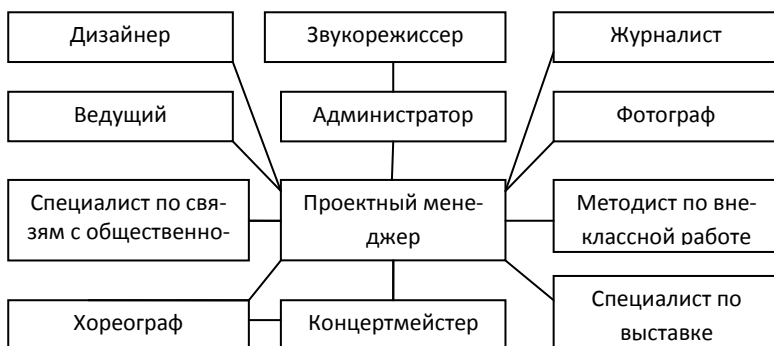 Дизайнер
Звукорежиссер
Журналист
Ведущий
Администратор
Фотограф
Специалист по свя-
зям с общественно-
Проектный мене-
джер
Методист по вне-
классной работе
Хореограф
Концертмейстер
Специалист по
выставке